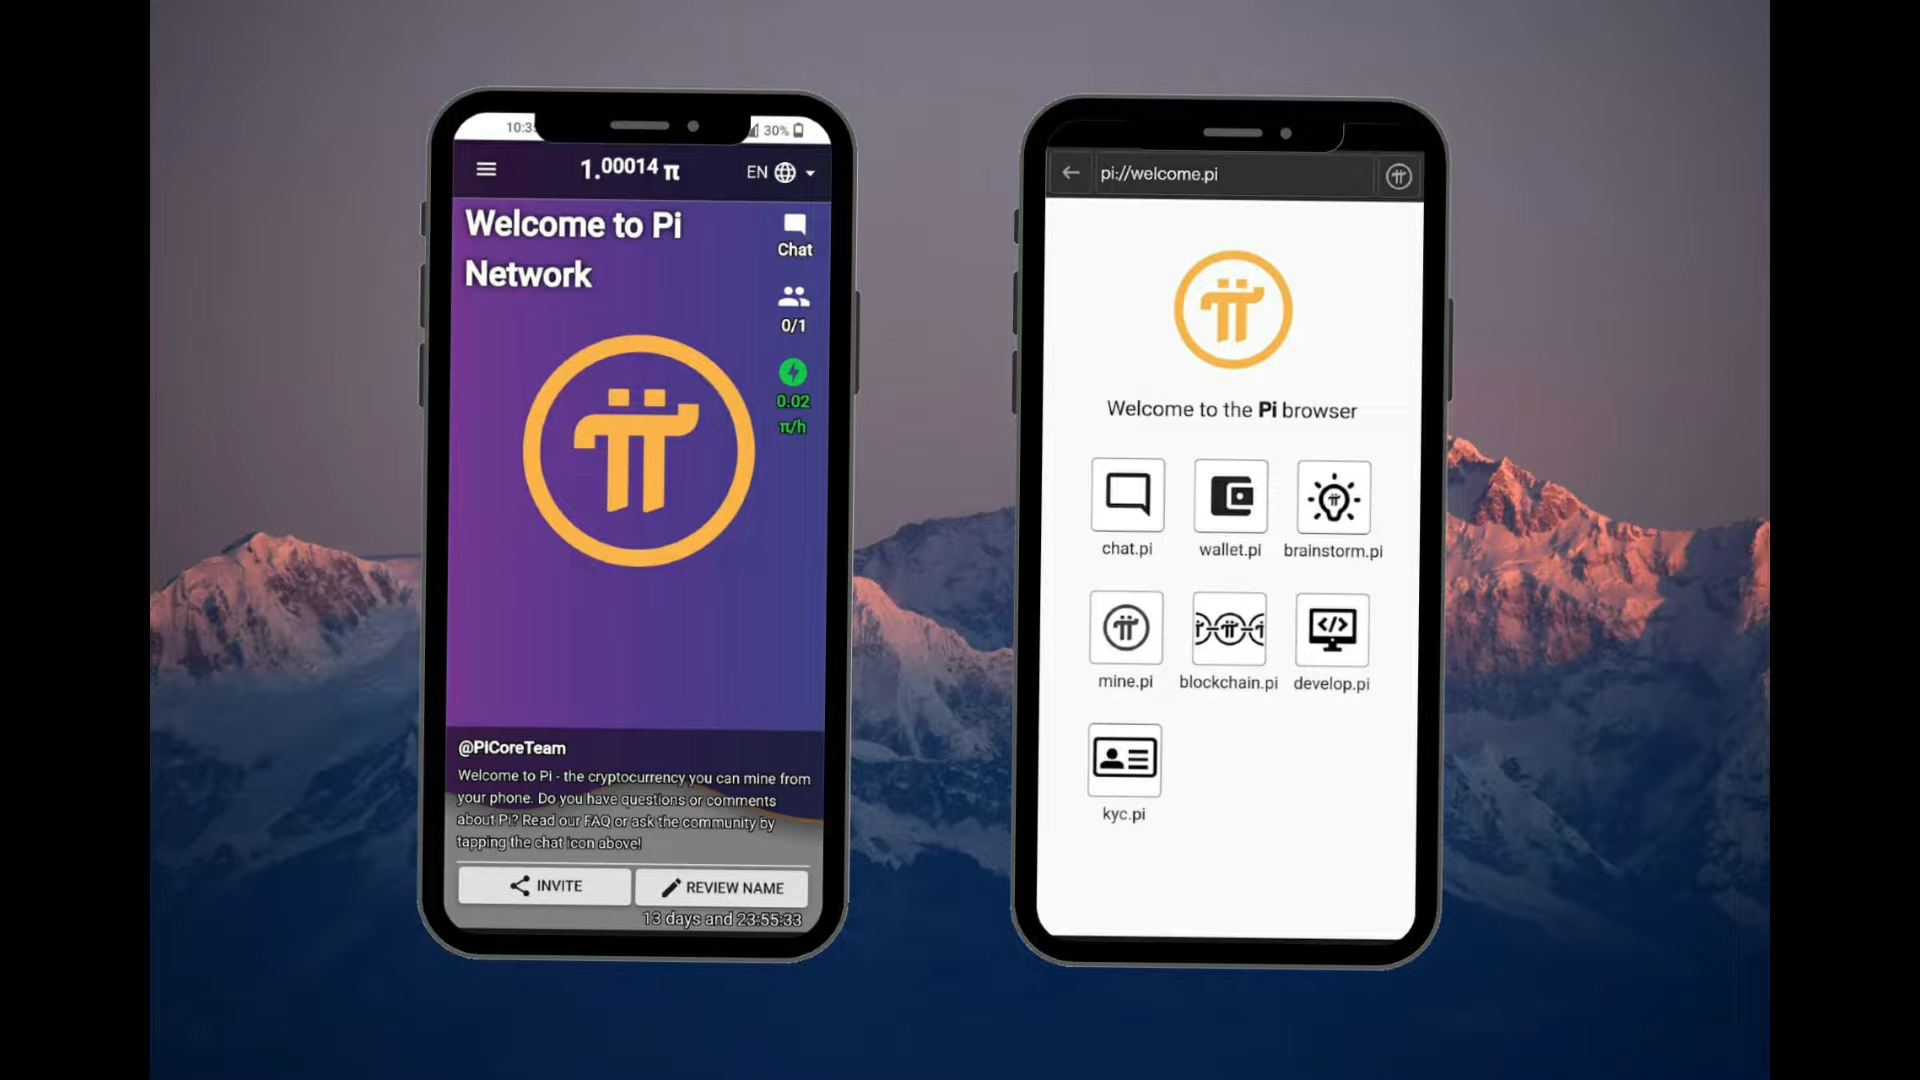 10:3
30%
1.00014 π
EN
Welcome to Pi
Network
Chat
0/1
0.02
π/h
@PiCoreTeam
Welcome to Pi - the cryptocurrency you can mine from
your phone. Do you have questions or comments
about Pi? Read our FAQ or ask the community by
tapping the chat icon above!
INVITE
REVIEW NAME
13 days and 23:55:33
pi://welcome.pi
Welcome to the Pi browser
chat.pi
wallet.pi
brainstorm.pi
mine.pi
blockchain.pi
develop.pi
kyc.pi